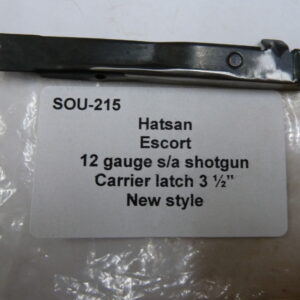 SOU-215
Hatsan
Escort
12 gauge s/a shotgun
Carrier latch 3 ½”
New style